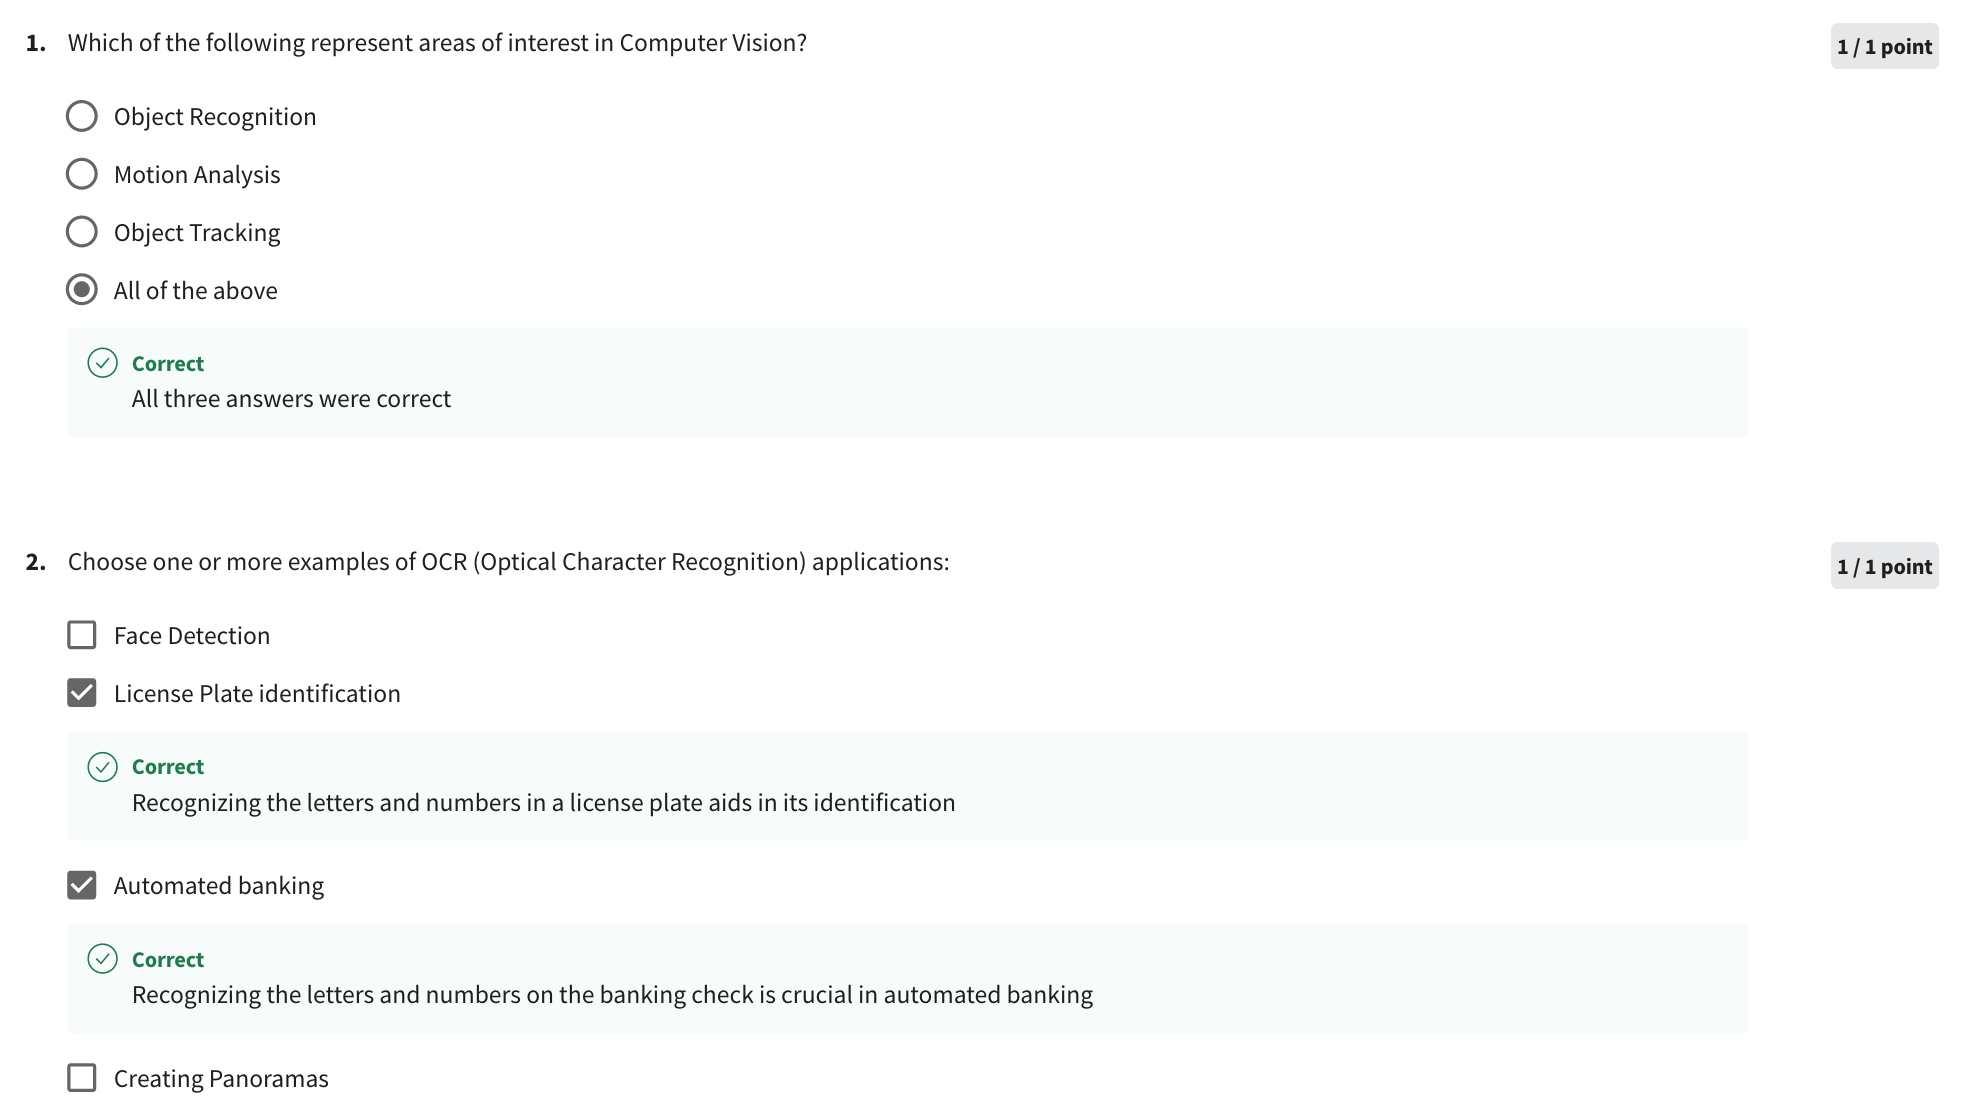 1. Which of the following represent areas of interest in Computer Vision?
1 / 1 point
Object Recognition
Motion Analysis
Object Tracking
All of the above
Correct
All three answers were correct
2. Choose one or more examples of OCR (Optical Character Recognition) applications:
1 / 1 point
Face Detection
License Plate identification
Correct
Recognizing the letters and numbers in a license plate aids in its identification
Automated banking
Correct
Recognizing the letters and numbers on the banking check is crucial in automated banking
Creating Panoramas